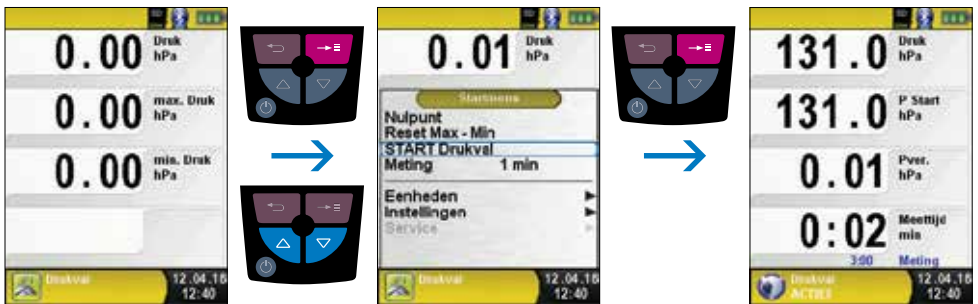 0.00 Druk hPa
0.00 max. Druk hPa
0.00 min. Druk hPa
Drukval 12.04.16
12:40
0.01 Druk hPa
Startmenu
Nulpunt
Reset Max - Min
START Drukval
Meting 1 min
Eenheden
Instellingen
Service
Drukval 12.04.16
12:40
131.0 Druk hPa
131.0 P Start hPa
0.01 Pver. hPa
0:02 Meettijd min
3:00 Meting
Drukval 12.04.16
ACTIEF 12:40